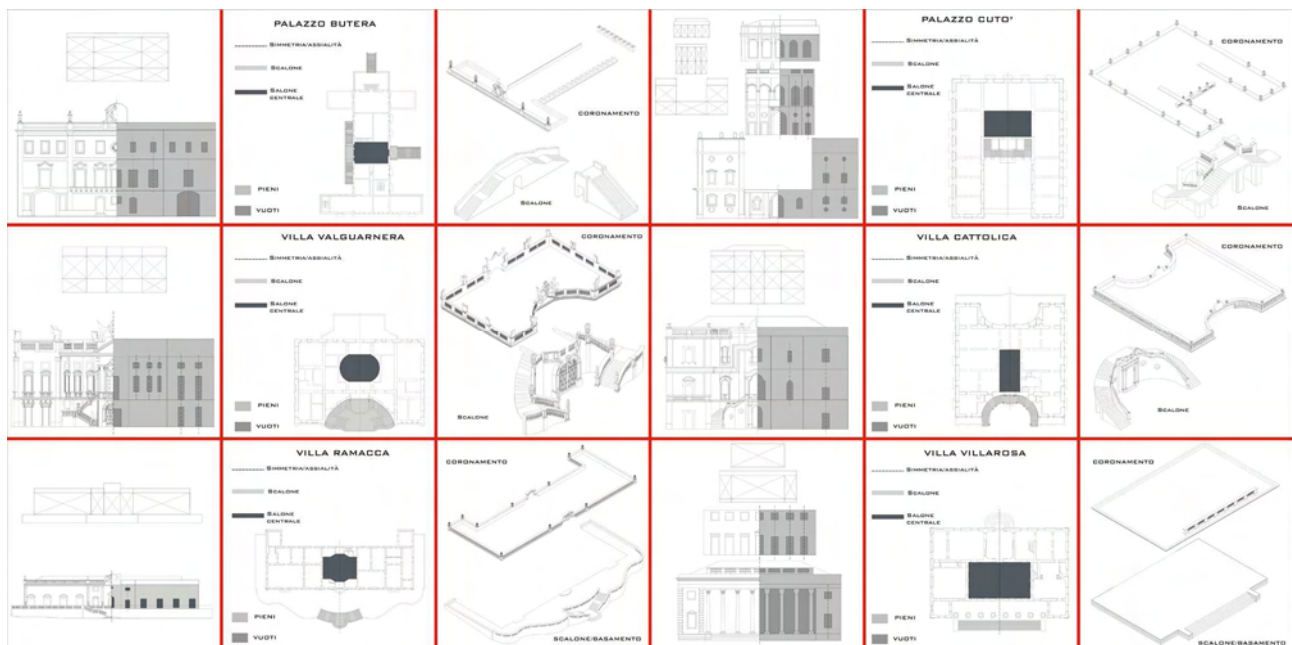 PALAZZO BUTERA
SIMMETRIA/ASSIALITÀ
SCALONE
SALONE
CENTRALE
PIENI
VUOTI
CORONAMENTO
SCALONE
PALAZZO CUTO'
SIMMETRIA/ASSIALITÀ
SCALONE
SALONE
CENTRALE
PIENI
VUOTI
CORONAMENTO
SCALONE
VILLA VALGUARNERA
SIMMETRIA/ASSIALITÀ
SCALONE
SALONE
CENTRALE
PIENI
VUOTI
CORONAMENTO
SCALONE
VILLA CATTOLICA
SIMMETRIA/ASSIALITÀ
SCALONE
SALONE
CENTRALE
PIENI
VUOTI
CORONAMENTO
SCALONE
VILLA RAMACCA
SIMMETRIA/ASSIALITÀ
SCALONE
SALONE
CENTRALE
PIENI
VUOTI
CORONAMENTO
SCALONE/BASAMENTO
VILLA VILLAROSA
SIMMETRIA/ASSIALITÀ
SCALONE
SALONE
CENTRALE
PIENI
VUOTI
CORONAMENTO
SCALONE/BASAMENTO